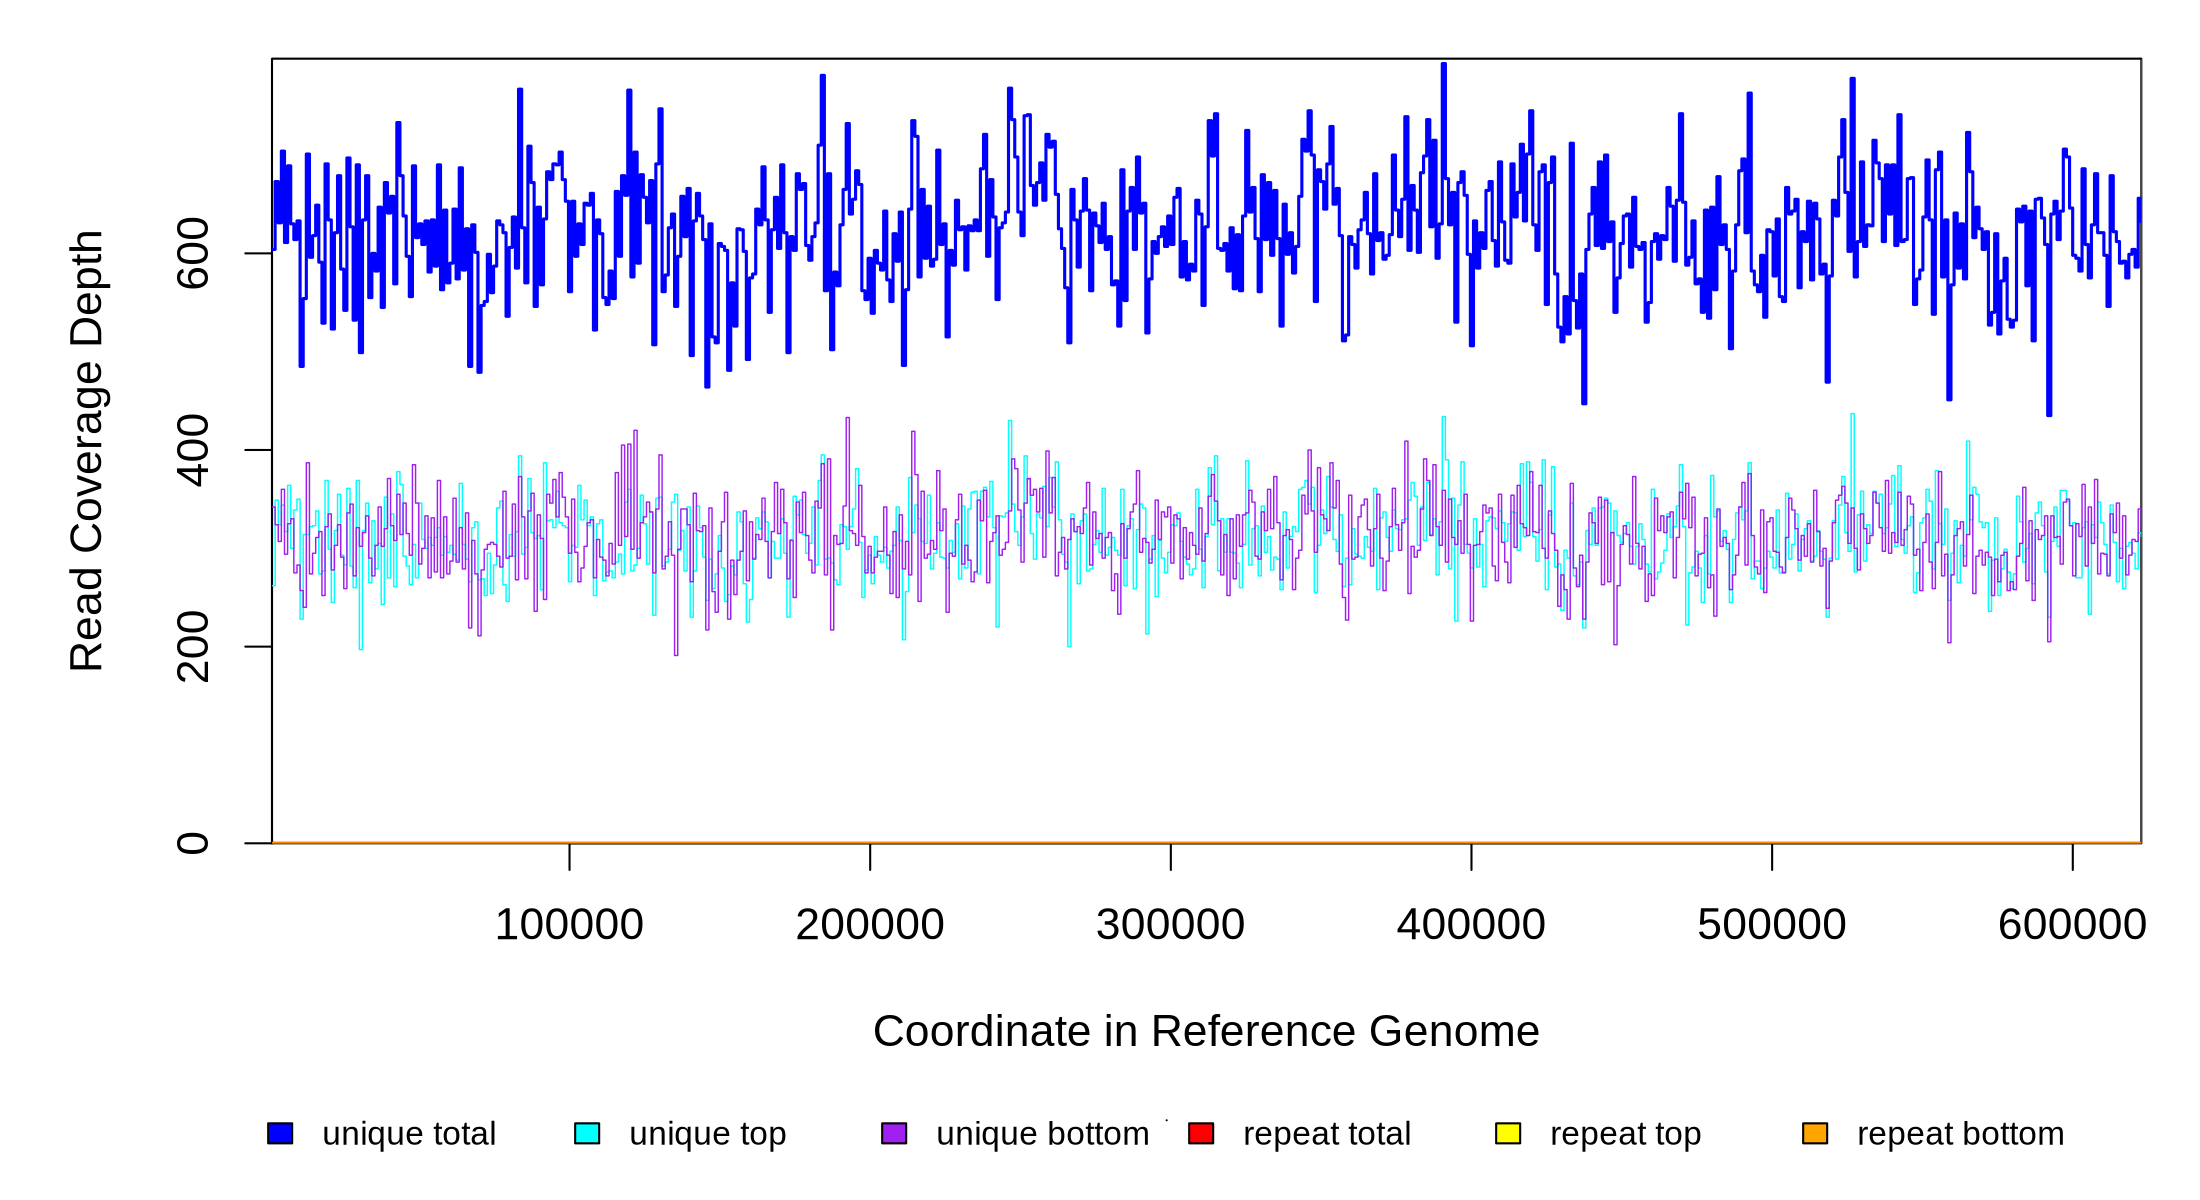 Read Coverage Depth
600
400
200
0
100000 200000 300000 400000 500000 600000
Coordinate in Reference Genome
unique total unique top unique bottom repeat total repeat top repeat bottom